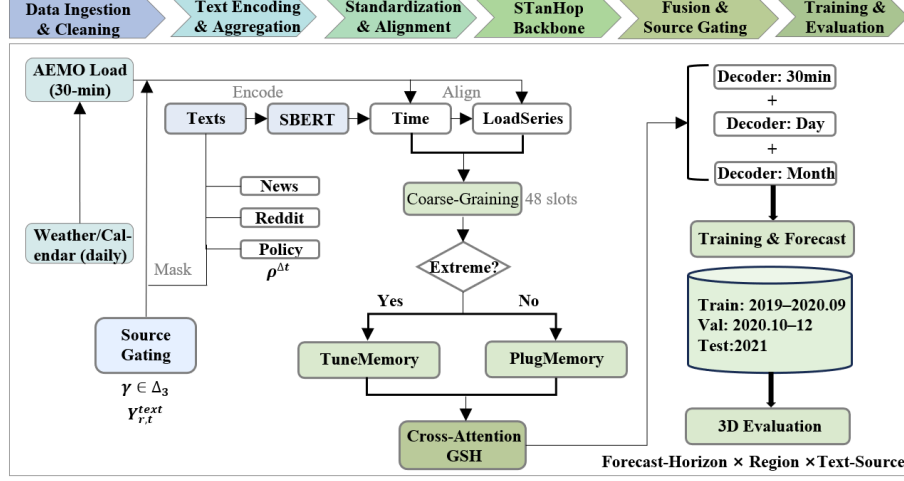 Data Ingestion
& Cleaning
Text Encoding
& Aggregation
Standardization
& Alignment
STanHop
Backbone
Fusion &
Source Gating
Training &
Evaluation
AEMO Load
(30-min)
Encode
Align
Texts
SBERT
Time
LoadSeries
News
Reddit
Policy
ρ^Δt
Mask
Weather/Cal-
endar (daily)
Source
Gating
γ ∈ Δ₃
Y_{r,t}^{text}
Coarse-Graining
48 slots
Extreme?
Yes
No
TuneMemory
PlugMemory
Cross-Attention
GSH
Decoder: 30min
+
Decoder: Day
+
Decoder: Month
Training & Forecast
Train: 2019–2020.09
Val: 2020.10–12
Test:2021
3D Evaluation
Forecast-Horizon × Region ×Text-Source